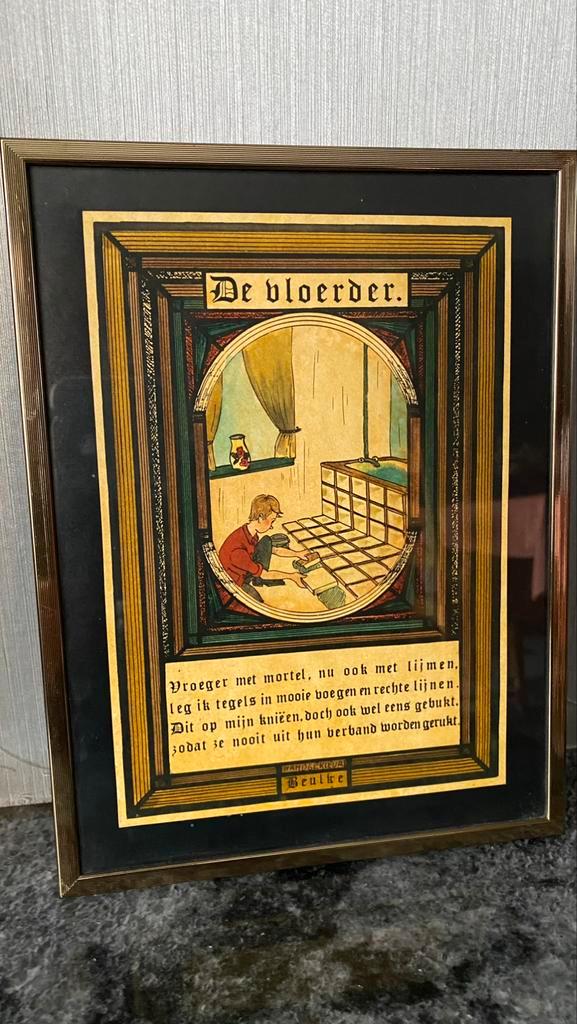 De vloerder.
Vroeger met mortel, nu ook met lijmen,
leg ik tegels in mooie voegen en rechte lijnen.
Dit op mijn knieën, doch ook wel eens gebukt,
zodat ze nooit uit hun verband worden gerukt.
HANDGEKLEUR
Beulke